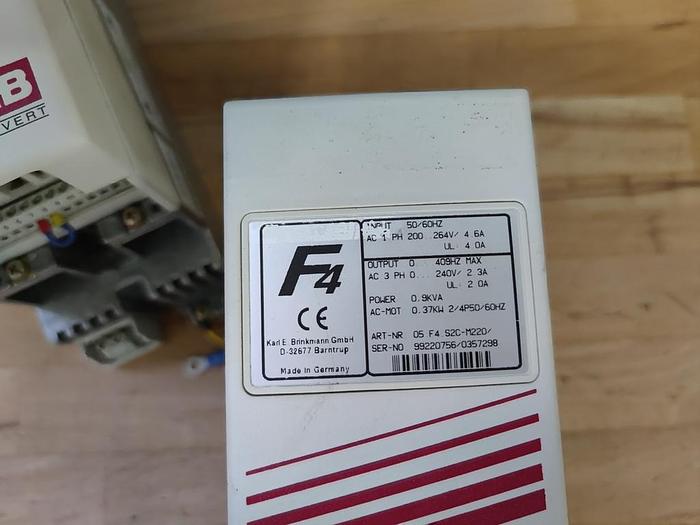 B
VERT
F4
CE
Karl E. Brinkmann GmbH
D-32677 Barntrup
Made in Germany
INPUT 50/60HZ
AC 1 PH 200...264V/ 4.6A
UL: 4.0A
OUTPUT 0 409HZ MAX
AC 3 PH 0... 240V/ 2.3A
UL: 2.0A
POWER 0.9KVA
AC-MOT 0.37KW 2/4P50/60HZ
ART-NR 05.F4.S2C-M220/
SER-NO 99220756/0357298